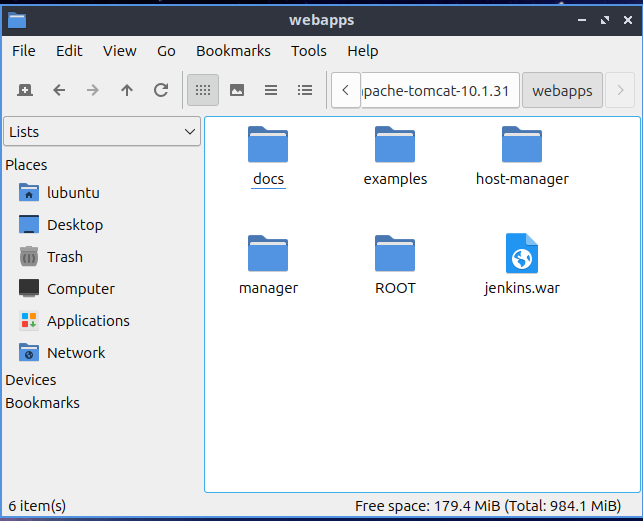 webapps
File Edit View Go Bookmarks Tools Help
pache-tomcat-10.1.31 webapps
Lists
Places
lubuntu
Desktop
Trash
Computer
Applications
Network
Devices
Bookmarks
docs examples host-manager
manager ROOT jenkins.war
6 item(s) Free space: 179.4 MiB (Total: 984.1 MiB)